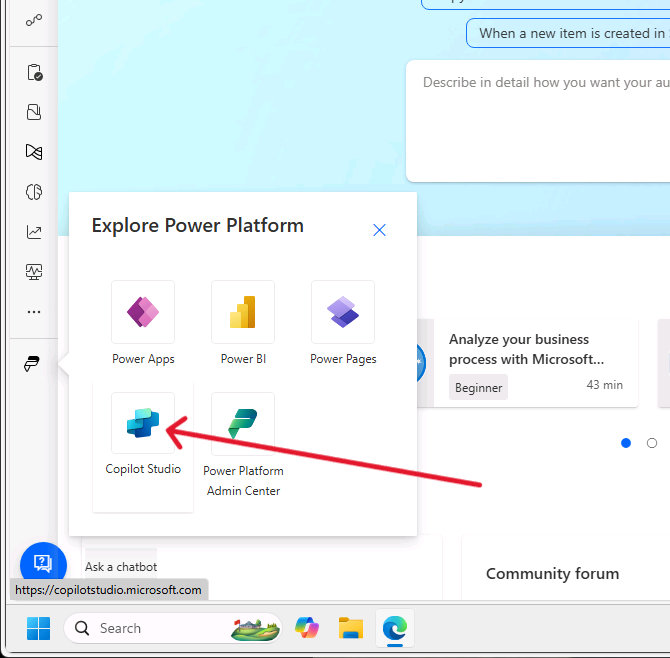 When a new item is created in
Describe in detail how you want your au
Explore Power Platform
Power Apps
Power BI
Power Pages
Copilot Studio
Power Platform
Admin Center
Analyze your business
process with Microsoft...
Beginner
43 min
Ask a chatbot
https://copilotstudio.microsoft.com
Community forum
Search